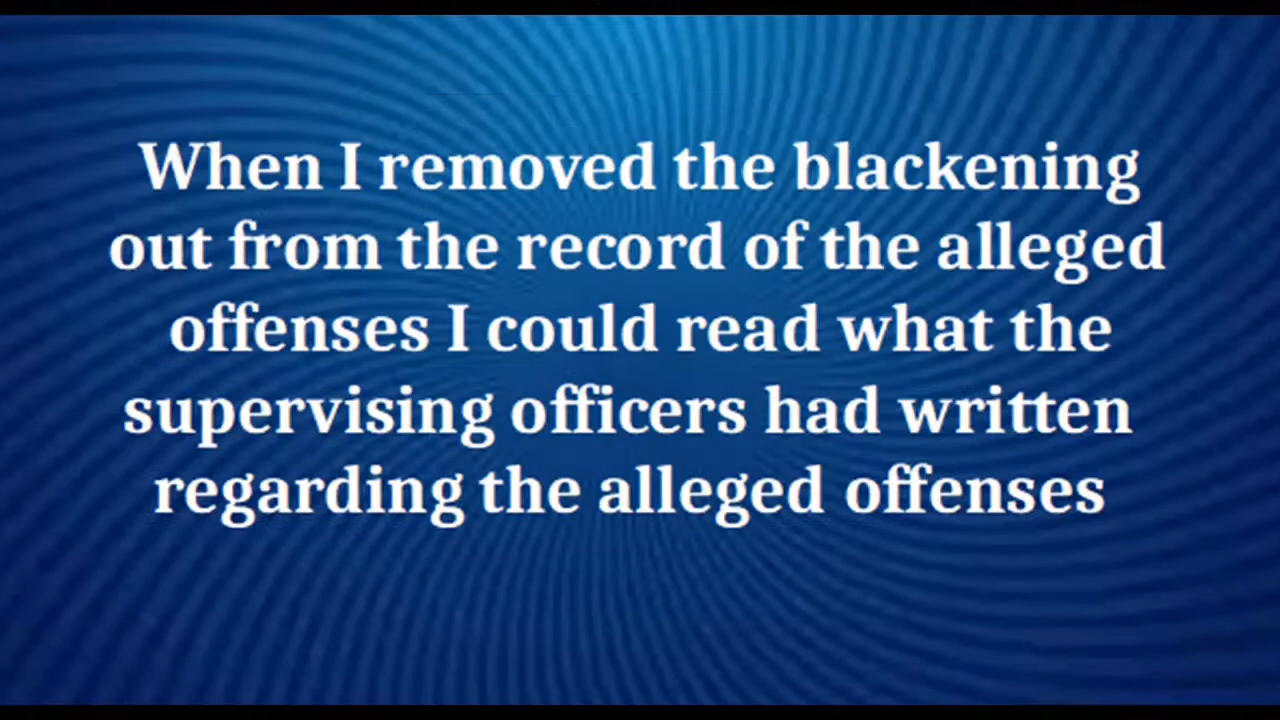 When I removed the blackening
out from the record of the alleged
offenses I could read what the
supervising officers had written
regarding the alleged offenses